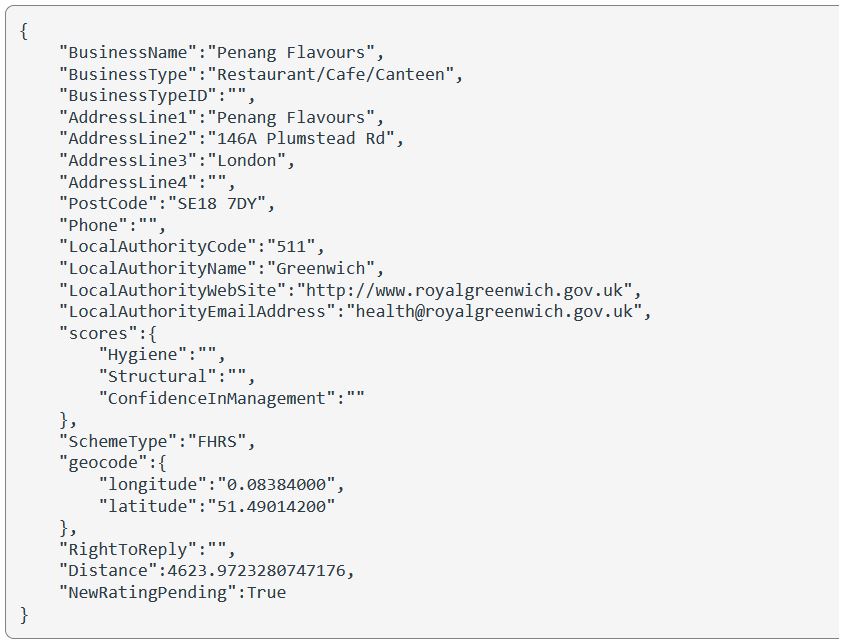 {
"BusinessName":"Penang Flavours",
"BusinessType":"Restaurant/Cafe/Canteen",
"BusinessTypeID":"",
"AddressLine1":"Penang Flavours",
"AddressLine2":"146A Plumstead Rd",
"AddressLine3":"London",
"AddressLine4":"",
"PostCode":"SE18 7DY",
"Phone":"",
"LocalAuthorityCode":"511",
"LocalAuthorityName":"Greenwich",
"LocalAuthorityWebSite":"http://www.royalgreenwich.gov.uk",
"LocalAuthorityEmailAddress":"health@royalgreenwich.gov.uk",
"scores":{
"Hygiene":"",
"Structural":"",
"ConfidenceInManagement":""
},
"SchemeType":"FHRS",
"geocode":{
"longitude":"0.08384000",
"latitude":"51.49014200"
},
"RightToReply":"",
"Distance":4623.9723280747176,
"NewRatingPending":True
}